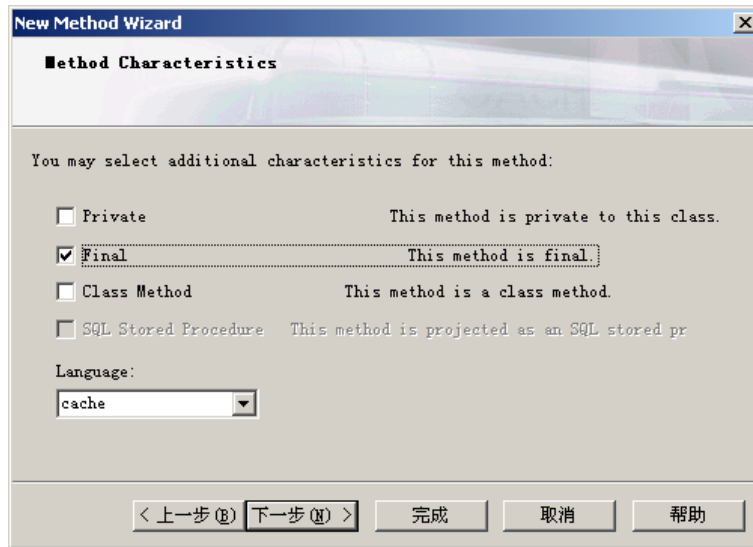 New Method Wizard
Method Characteristics
You may select additional characteristics for this method:
Private This method is private to this class.
Final This method is final.
Class Method This method is a class method.
SQL Stored Procedure This method is projected as an SQL stored pr
Language:
cache
< 上一步(B) 下一步(N) > 完成 取消 帮助